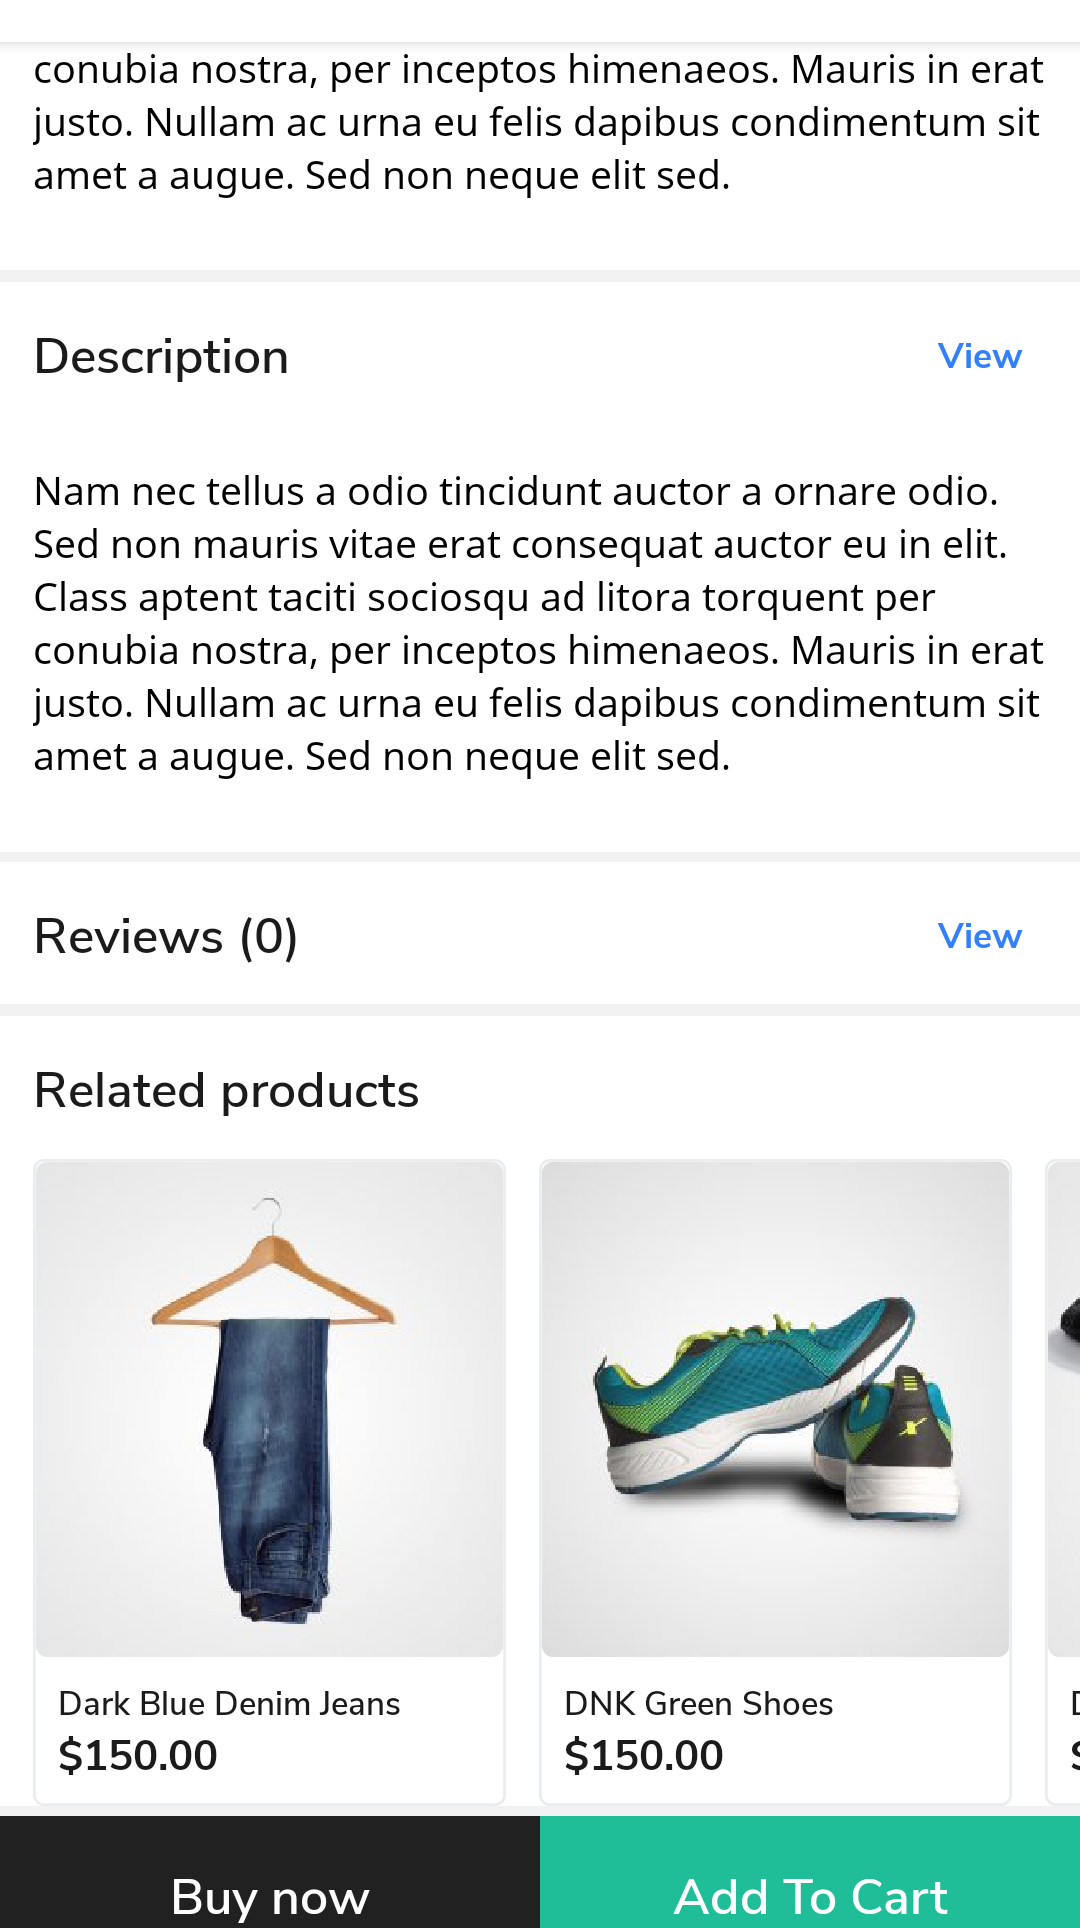 conubia nostra, per inceptos himenaeos. Mauris in erat
justo. Nullam ac urna eu felis dapibus condimentum sit
amet a augue. Sed non neque elit sed.
Description
View
Nam nec tellus a odio tincidunt auctor a ornare odio.
Sed non mauris vitae erat consequat auctor eu in elit.
Class aptent taciti sociosqu ad litora torquent per
conubia nostra, per inceptos himenaeos. Mauris in erat
justo. Nullam ac urna eu felis dapibus condimentum sit
amet a augue. Sed non neque elit sed.
Reviews (0)
View
Related products
Dark Blue Denim Jeans
$150.00
DNK Green Shoes
$150.00
Buy now
Add To Cart